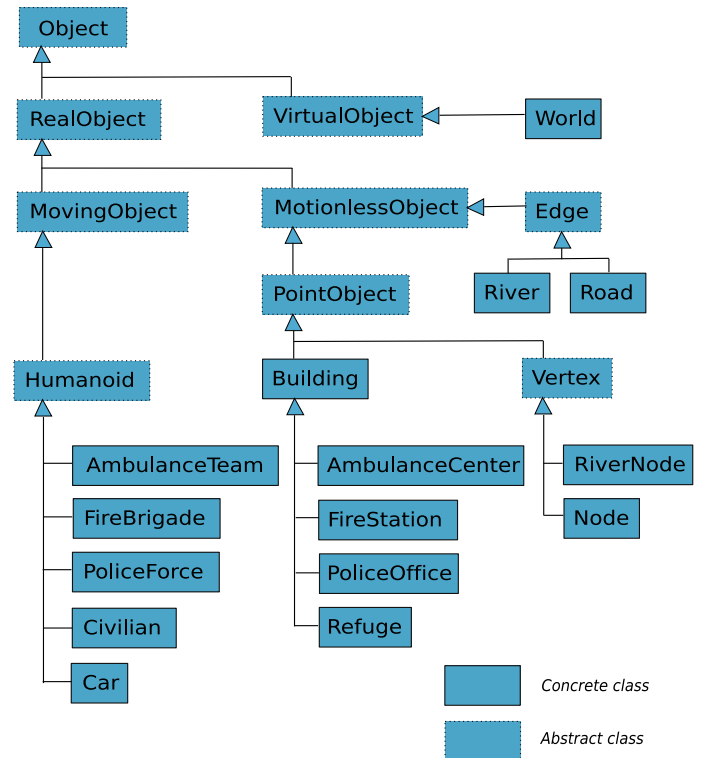 Object
RealObject
VirtualObject
World
MovingObject
MotionlessObject
Edge
PointObject
River
Road
Humanoid
Building
Vertex
AmbulanceTeam
AmbulanceCenter
RiverNode
FireBrigade
FireStation
Node
PoliceForce
PoliceOffice
Civilian
Refuge
Car
Concrete class
Abstract class